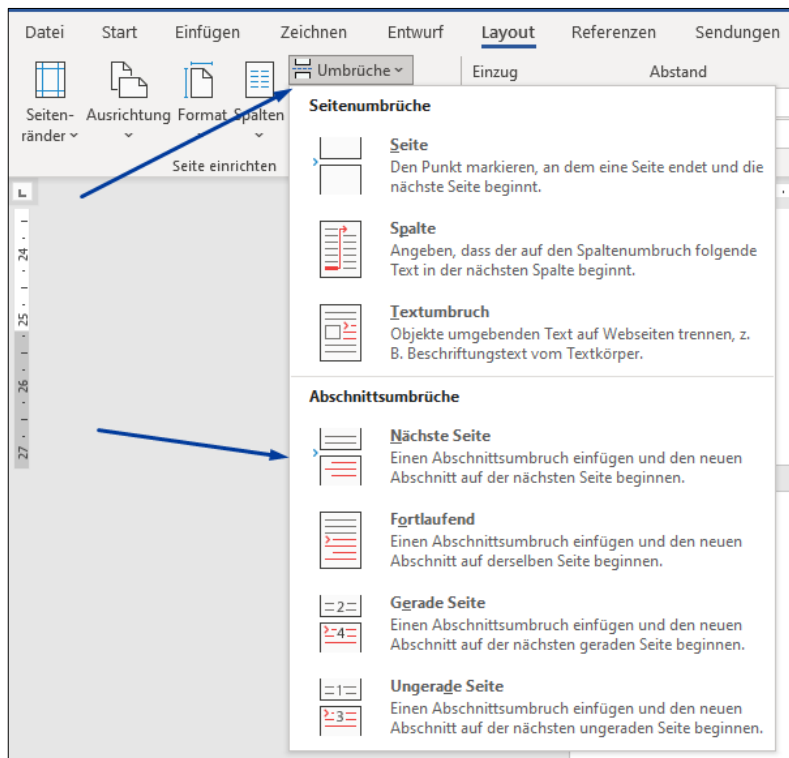 Datei Start Einfügen Zeichnen Entwurf Layout Referenzen Sendungen
Umbrüche
Einzug Abstand
Seiten-
ränder
Ausrichtung Format Spalten
Seite einrichten
L
24
25
26
27
Seitenumbrüche
Seite
Den Punkt markieren, an dem eine Seite endet und die
nächste Seite beginnt.
Spalte
Angeben, dass der auf den Spaltenumbruch folgende
Text in der nächsten Spalte beginnt.
Textumbruch
Objekte umgebenden Text auf Webseiten trennen, z.
B. Beschriftungstext vom Textkörper.
Abschnittsumbrüche
Nächste Seite
Einen Abschnittsumbruch einfügen und den neuen
Abschnitt auf der nächsten Seite beginnen.
Fortlaufend
Einen Abschnittsumbruch einfügen und den neuen
Abschnitt auf derselben Seite beginnen.
2
4
Gerade Seite
Einen Abschnittsumbruch einfügen und den neuen
Abschnitt auf der nächsten geraden Seite beginnen.
1
3
Ungerade Seite
Einen Abschnittsumbruch einfügen und den neuen
Abschnitt auf der nächsten ungeraden Seite beginnen.